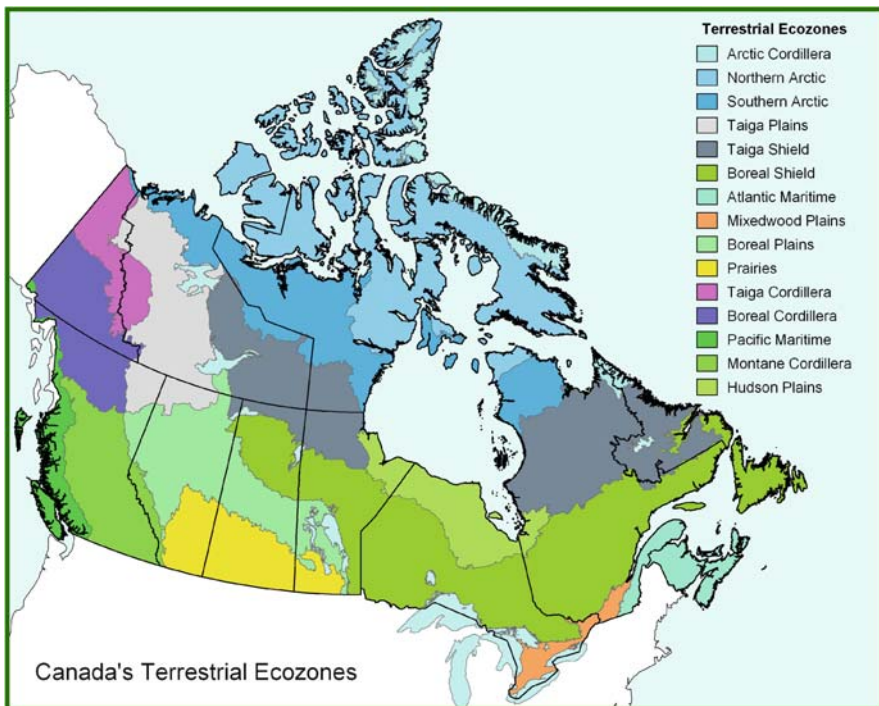 Terrestrial Ecozones
Arctic Cordillera
Northern Arctic
Southern Arctic
Taiga Plains
Taiga Shield
Boreal Shield
Atlantic Maritime
Mixedwood Plains
Boreal Plains
Prairies
Taiga Cordillera
Boreal Cordillera
Pacific Maritime
Montane Cordillera
Hudson Plains
Canada's Terrestrial Ecozones